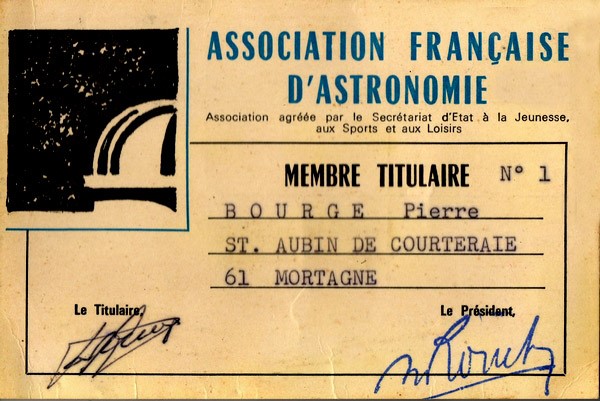 ASSOCIATION FRANÇAISE
D'ASTRONOMIE
Association agréée par le Secrétariat d'Etat à la Jeunesse,
aux Sports et aux Loisirs
MEMBRE TITULAIRE N° 1
BOURGE Pierre
ST. AUBIN DE COURTERAIE
61 MORTAGNE
Le Titulaire, Le Président,